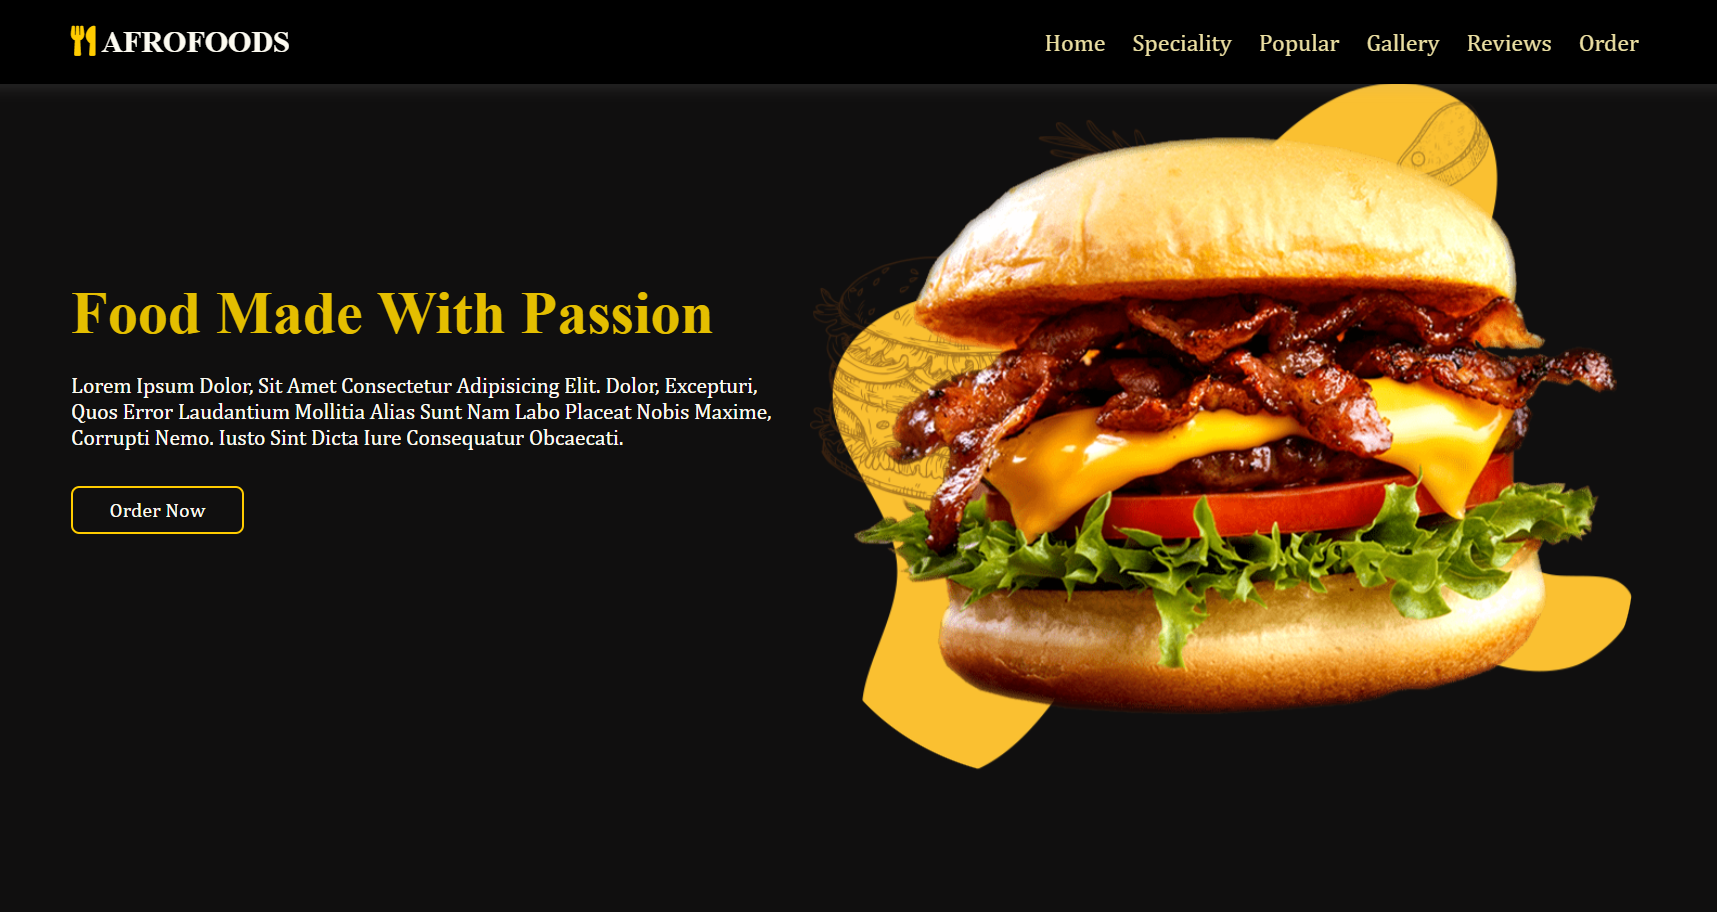 AFROFOODS
Home Speciality Popular Gallery Reviews Order
Food Made With Passion
Lorem Ipsum Dolor, Sit Amet Consectetur Adipisicing Elit. Dolor, Excepturi,
Quos Error Laudantium Mollitia Alias Sunt Nam Labo Placeat Nobis Maxime,
Corrupti Nemo. Iusto Sint Dicta Iure Consequatur Obcaecati.
Order Now